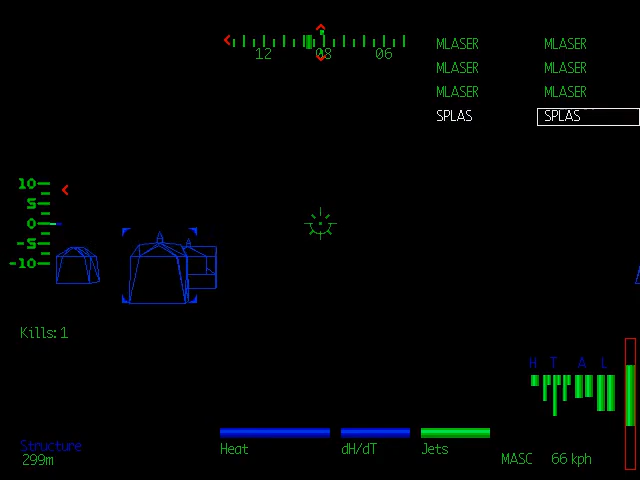 MLASER MLASER
12 08 06
MLASER MLASER
MLASER MLASER
SPLAS SPLAS
10
5
0
-5
-10
Kills: 1
H T A L
Structure
299m
Heat dH/dT Jets
MASC 66 kph